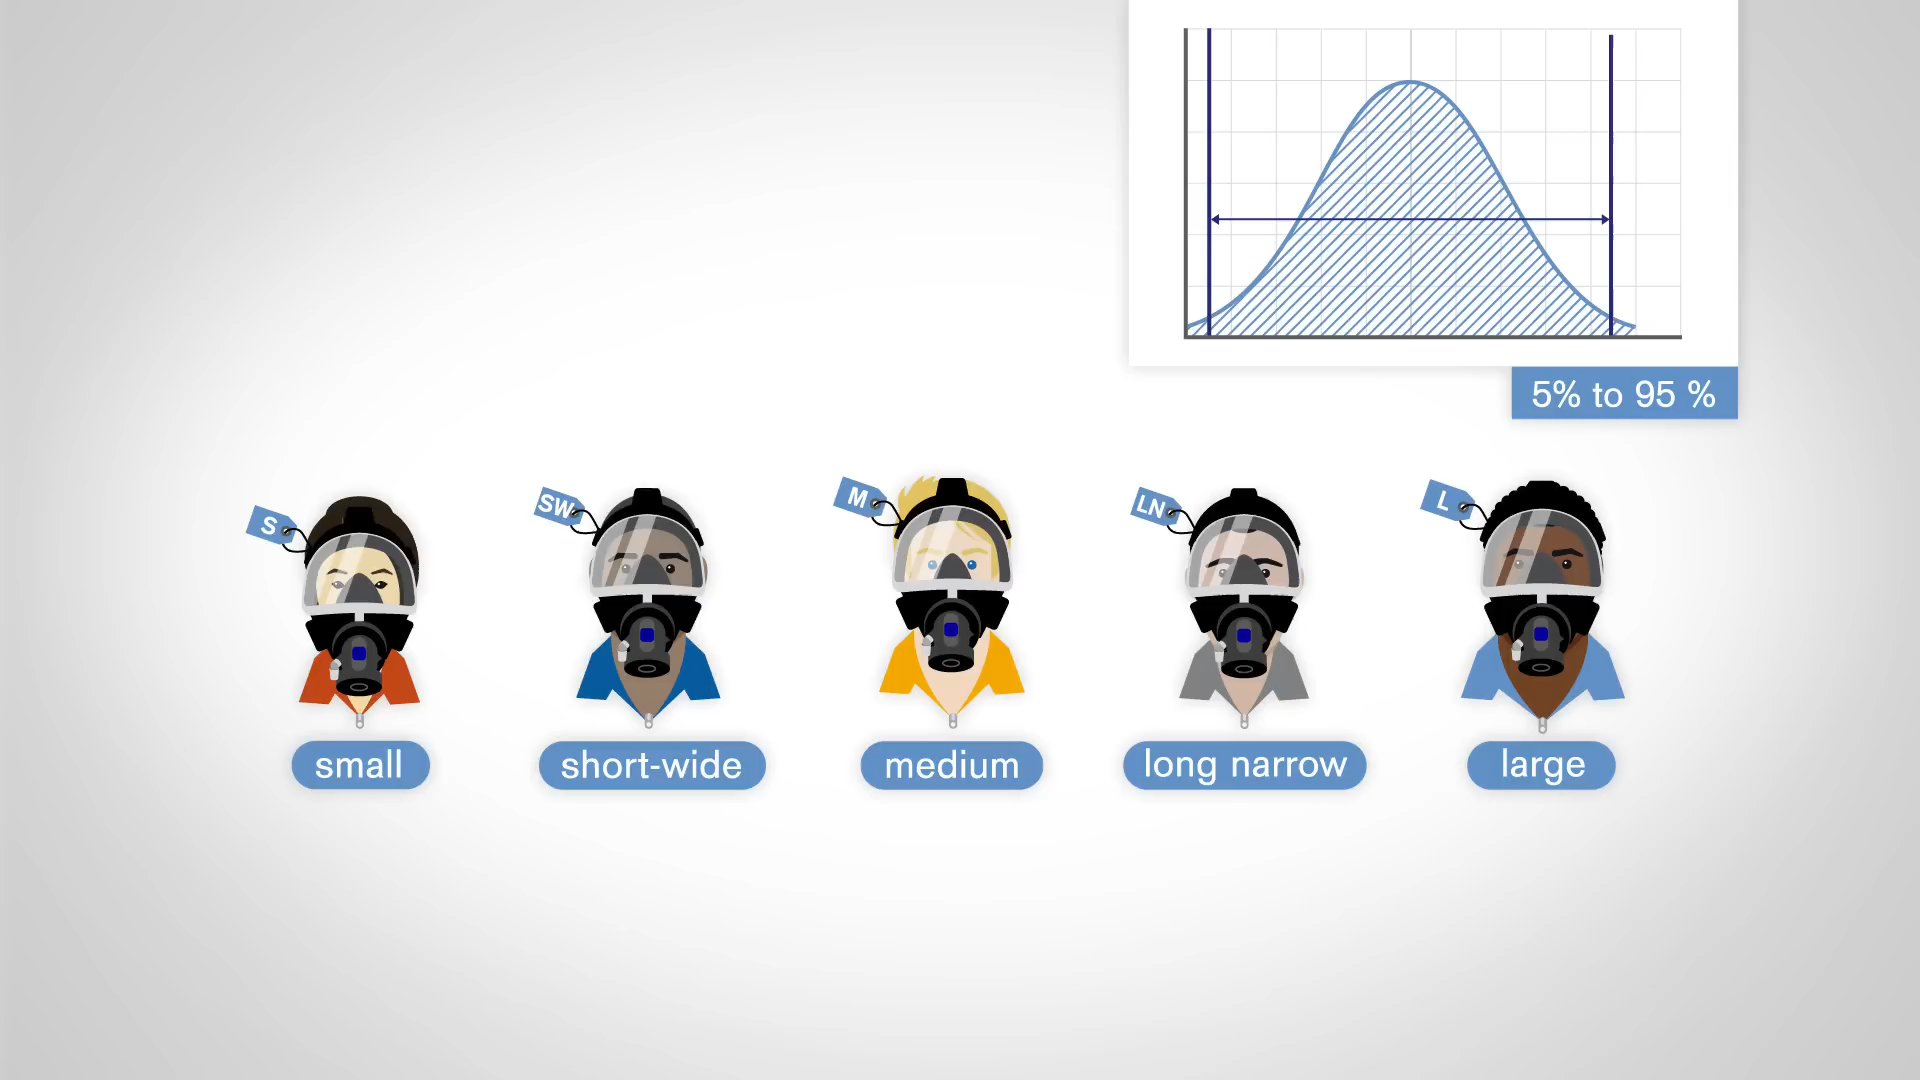 5% to 95 %
S
SW
M
LN
L
small
short-wide
medium
long narrow
large